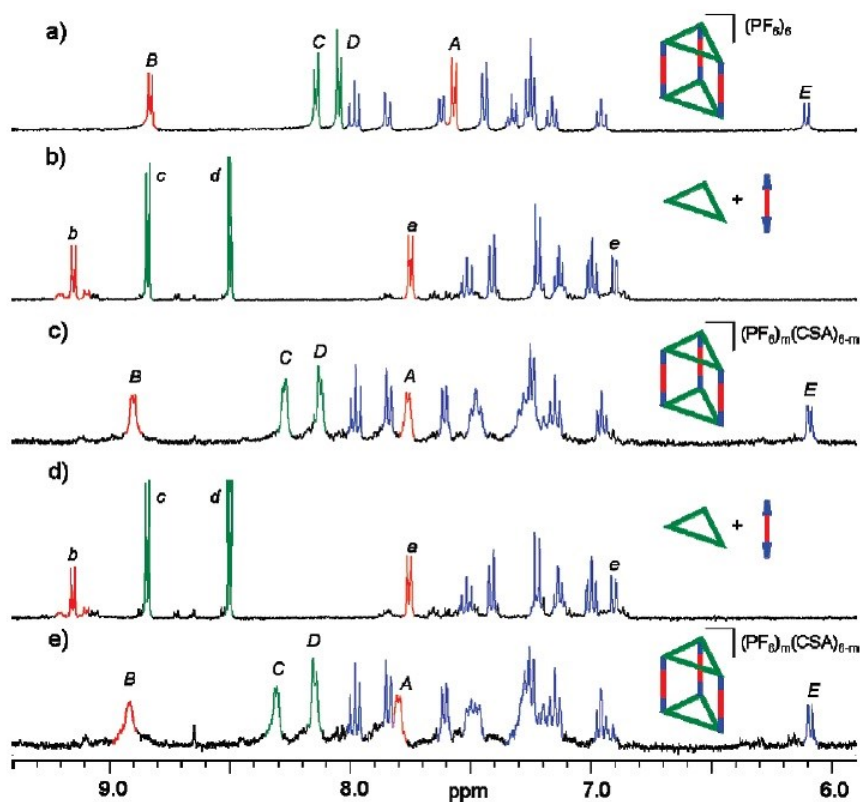 a)
B
C
D
A
(PF6)6
E
b)
b
c
d
a
+
e
c)
B
C
D
A
(PF6)m(CSA)6-m
E
d)
b
c
d
a
+
e
e)
B
C
D
A
(PF6)m(CSA)6-m
E
9.0 8.0 ppm 7.0 6.0